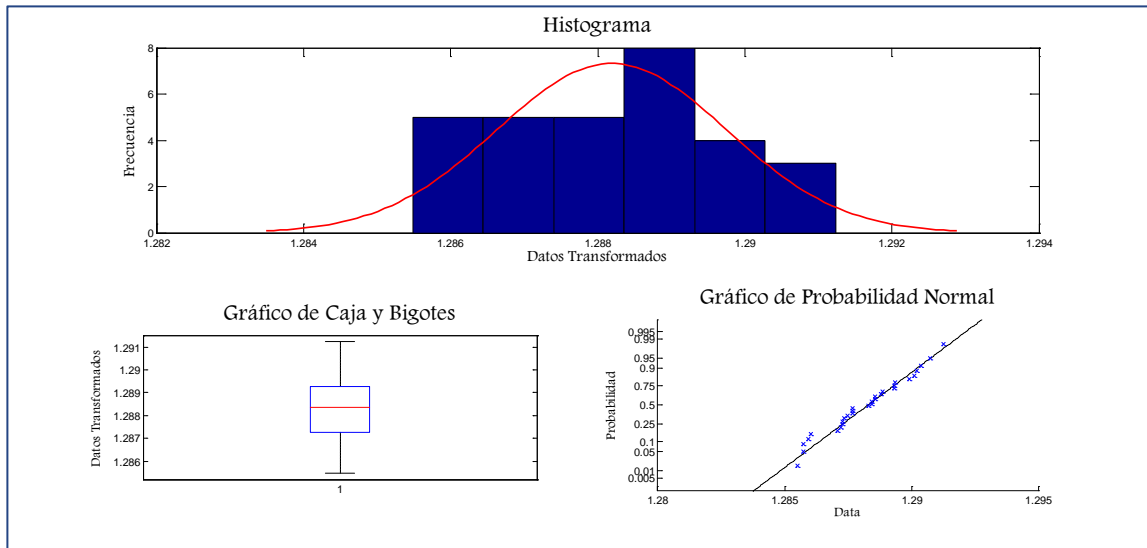 Histograma
8
6
4
2
0
Frecuencia
1.282 1.284 1.286 1.288 1.29 1.292 1.294
Datos Transformados
Gráfico de Caja y Bigotes
1.291
1.29
1.289
1.288
1.287
1.286
Datos Transformados
1
Gráfico de Probabilidad Normal
0.995
0.99
0.95
0.9
0.75
0.5
0.25
0.1
0.05
0.01
0.005
Probabilidad
1.28 1.285 1.29 1.295
Data